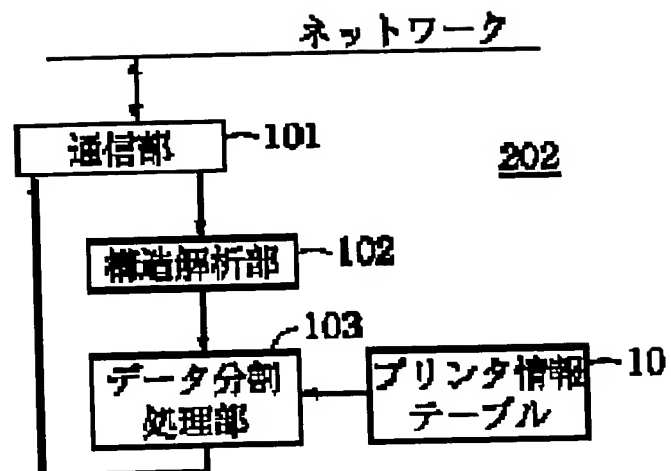 ネットワーク
通信部
101
202
構造解析部
102
103
データ分割
処理部
プリンタ情報
テーブル
10